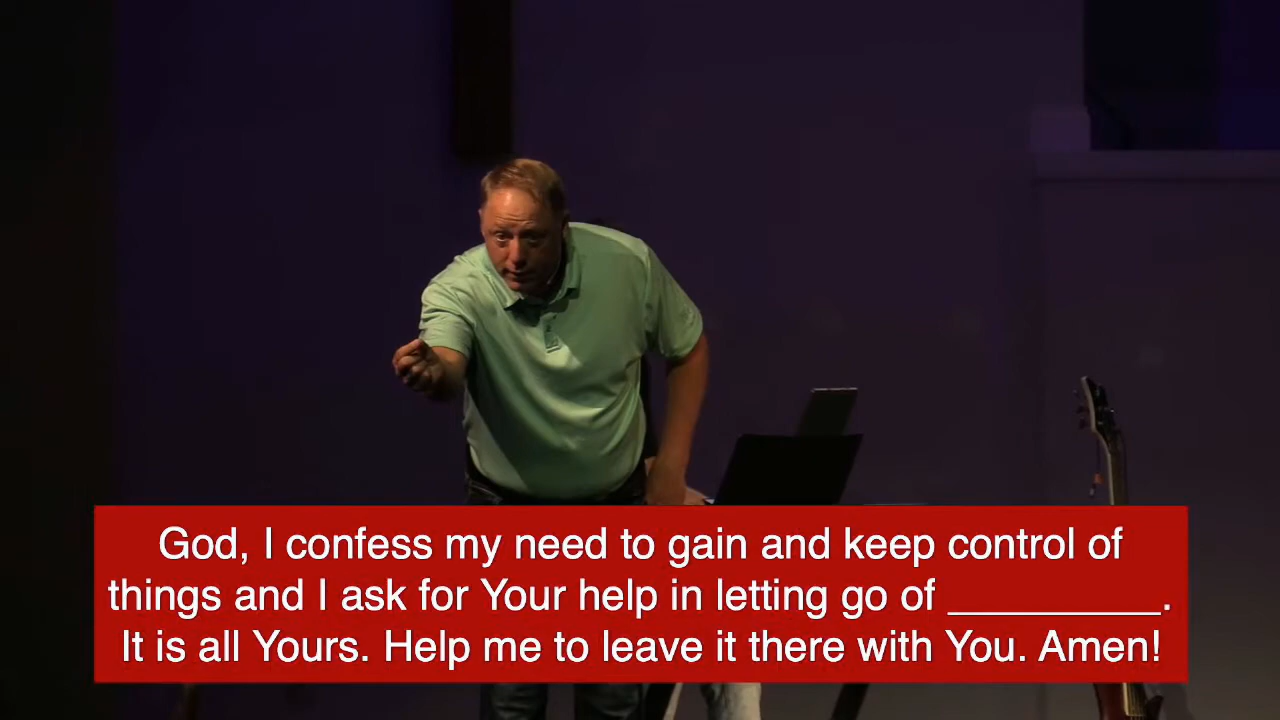 God, I confess my need to gain and keep control of
things and I ask for Your help in letting go of _________.
It is all Yours. Help me to leave it there with You. Amen!